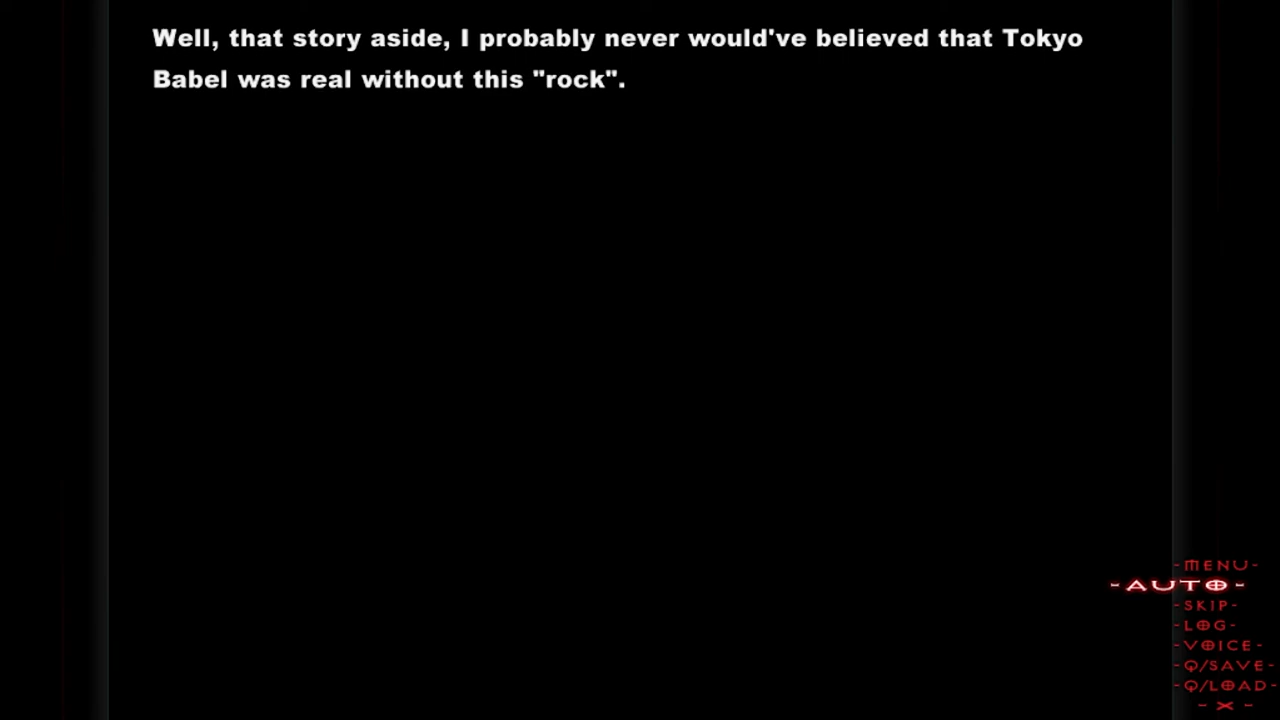 Well, that story aside, I probably never would've believed that Tokyo
Babel was real without this "rock".
-MENU-
-AUTO-
-SKIP-
-LOG-
-VOICE-
-Q/SAVE-
-Q/LOAD-
-X-